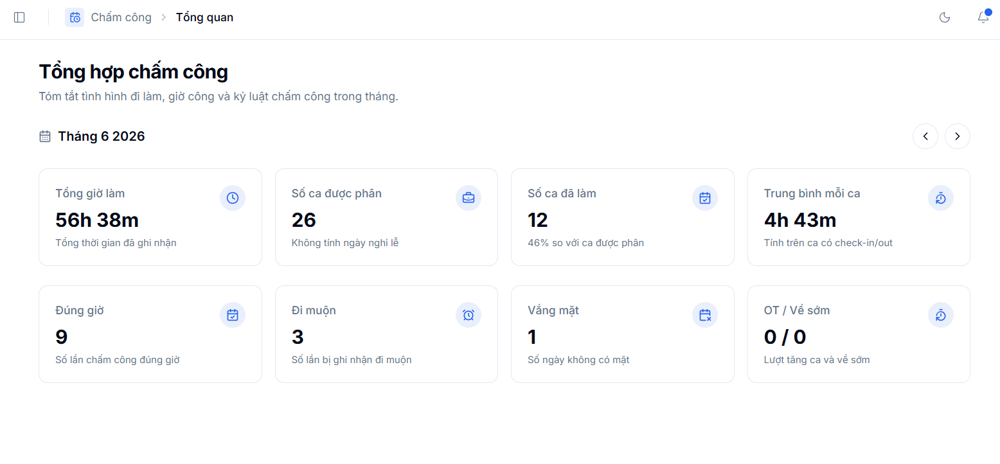 Chấm công > Tổng quan
Tổng hợp chấm công
Tóm tắt tình hình đi làm, giờ công và kỷ luật chấm công trong tháng.
Tháng 6 2026
Tổng giờ làm
56h 38m
Tổng thời gian đã ghi nhận
Số ca được phân
26
Không tính ngày nghỉ lễ
Số ca đã làm
12
46% so với ca được phân
Trung bình mỗi ca
4h 43m
Tính trên ca có check-in/out
Đúng giờ
9
Số lần chấm công đúng giờ
Đi muộn
3
Số lần bị ghi nhận đi muộn
Vắng mặt
1
Số ngày không có mặt
OT / Về sớm
0 / 0
Lượt tăng ca và về sớm